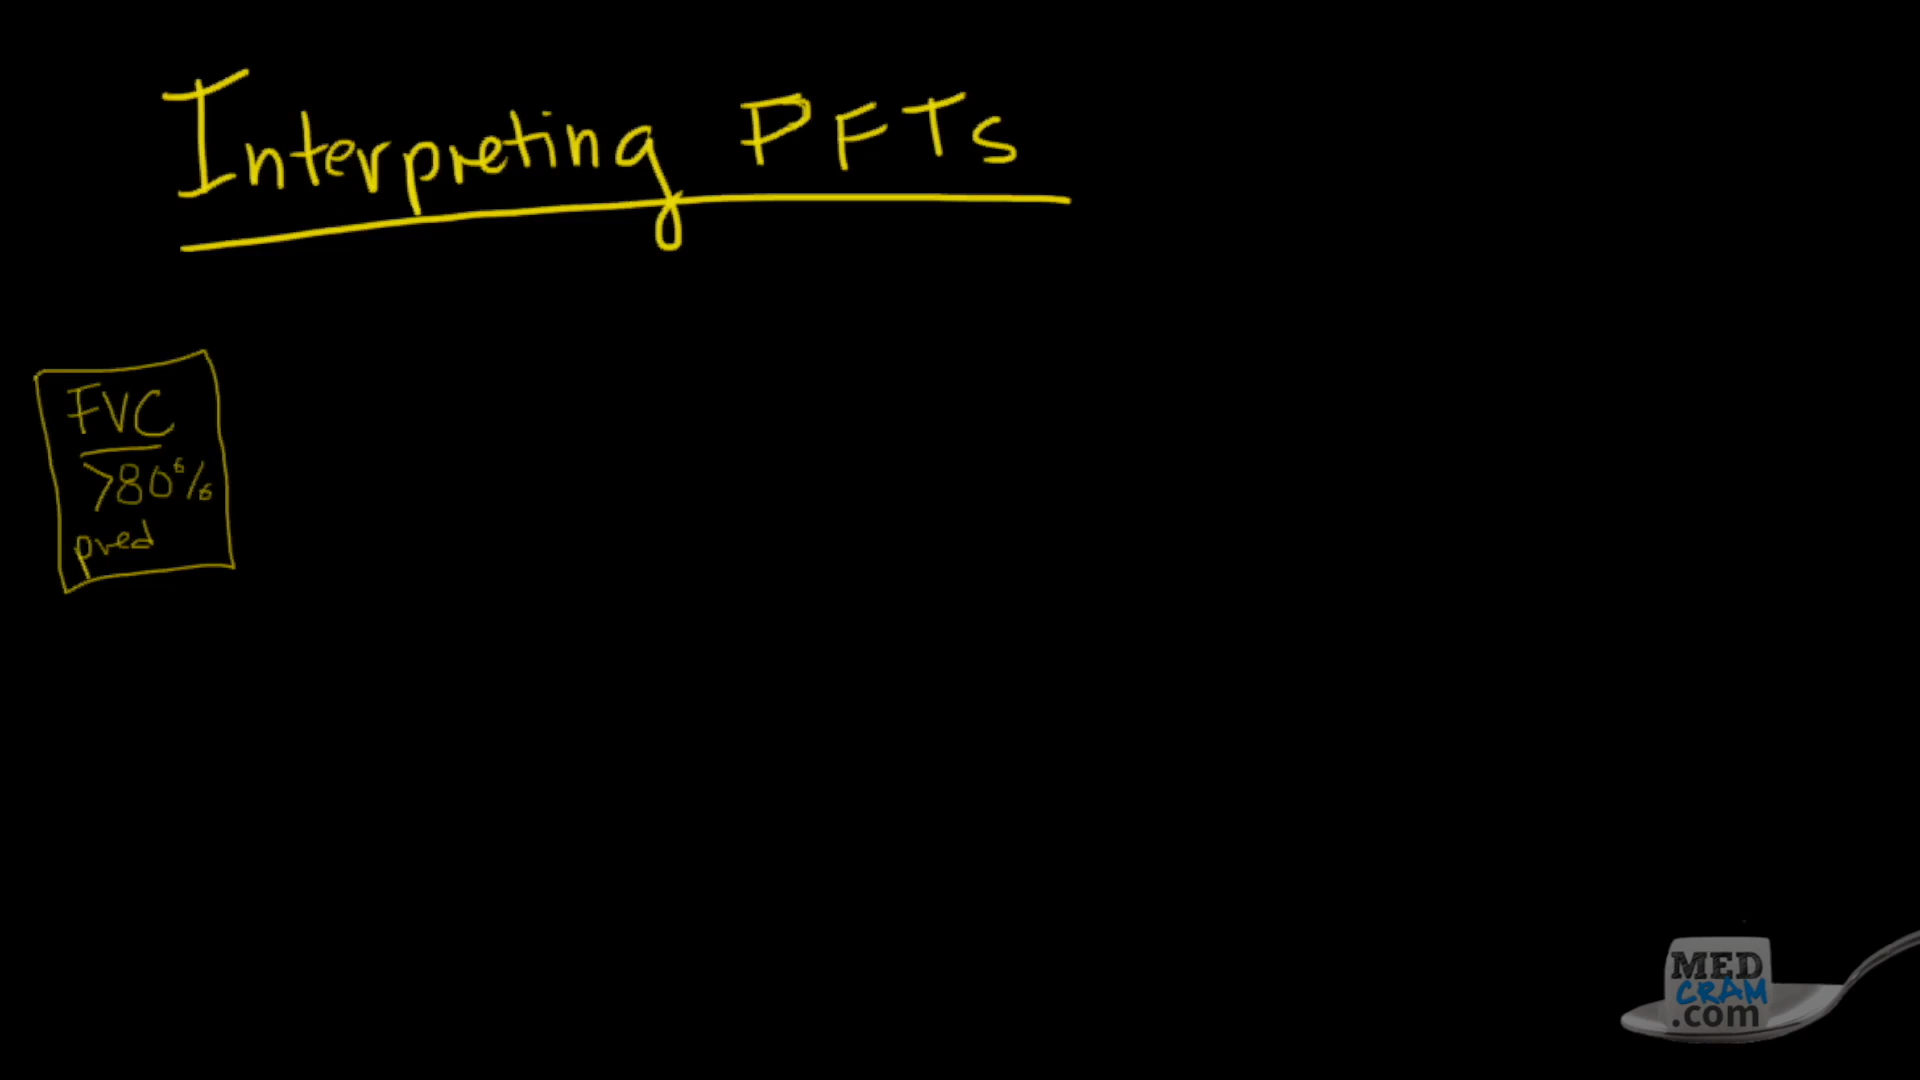 Interpreting PFTs
FVC
>80%
pred
MED
CRAM
.com